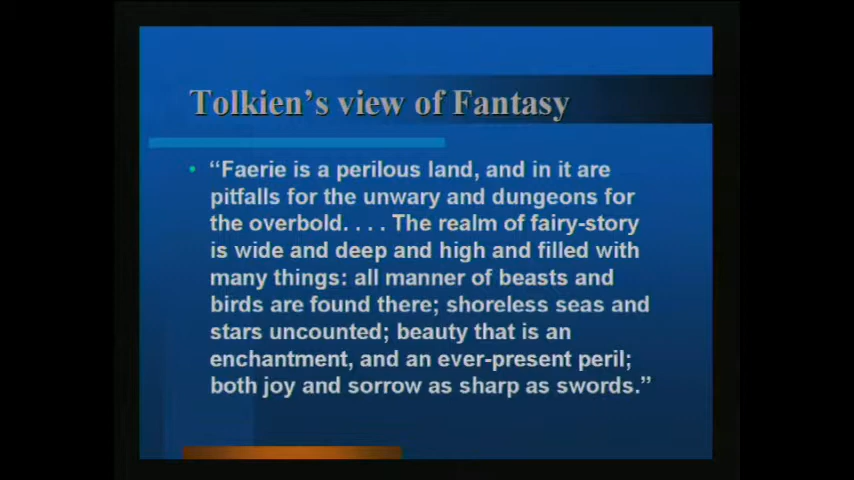 Tolkien's view of Fantasy
• “Faerie is a perilous land, and in it are
pitfalls for the unwary and dungeons for
the overbold. . . . The realm of fairy-story
is wide and deep and high and filled with
many things: all manner of beasts and
birds are found there; shoreless seas and
stars uncounted; beauty that is an
enchantment, and an ever-present peril;
both joy and sorrow as sharp as swords.”